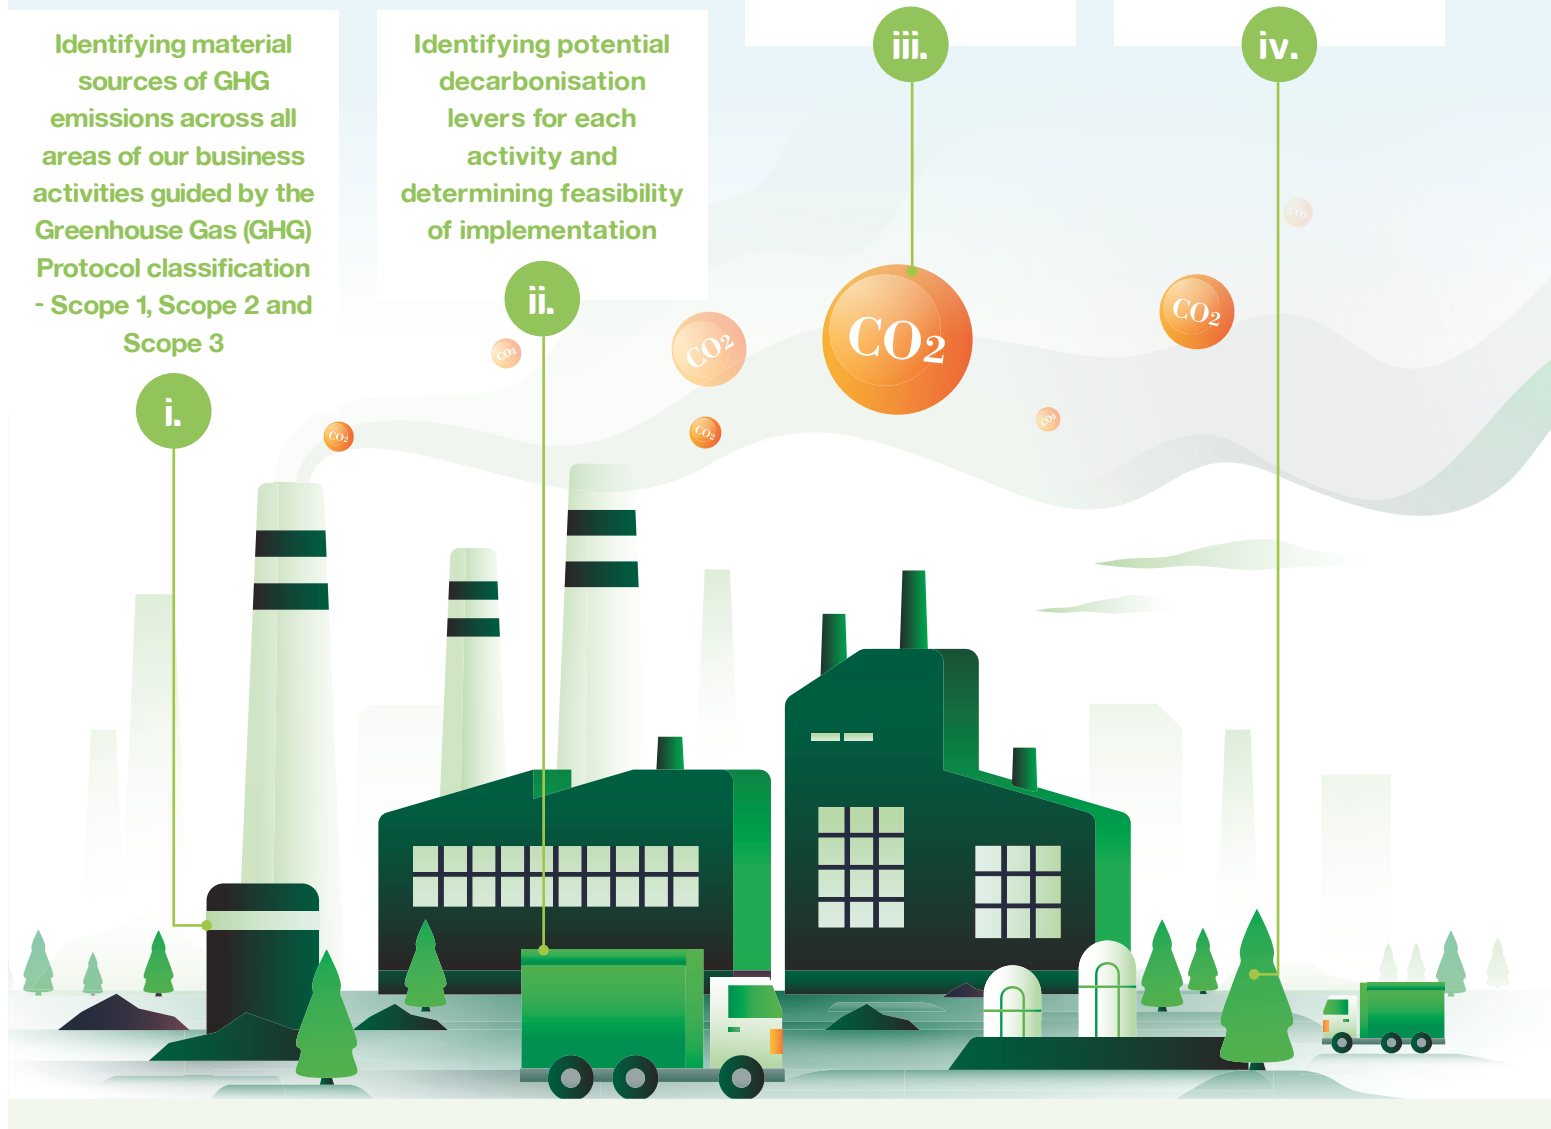 Identifying material
sources of GHG
emissions across all
areas of our business
activities guided by the
Greenhouse Gas (GHG)
Protocol classification
- Scope 1, Scope 2 and
Scope 3
i.
Identifying potential
decarbonisation
levers for each
activity and
determining feasibility
of implementation
ii.
iii.
iv.
CO2
CO2
CO2
CO2
CO2
CO2
CO2
CO2